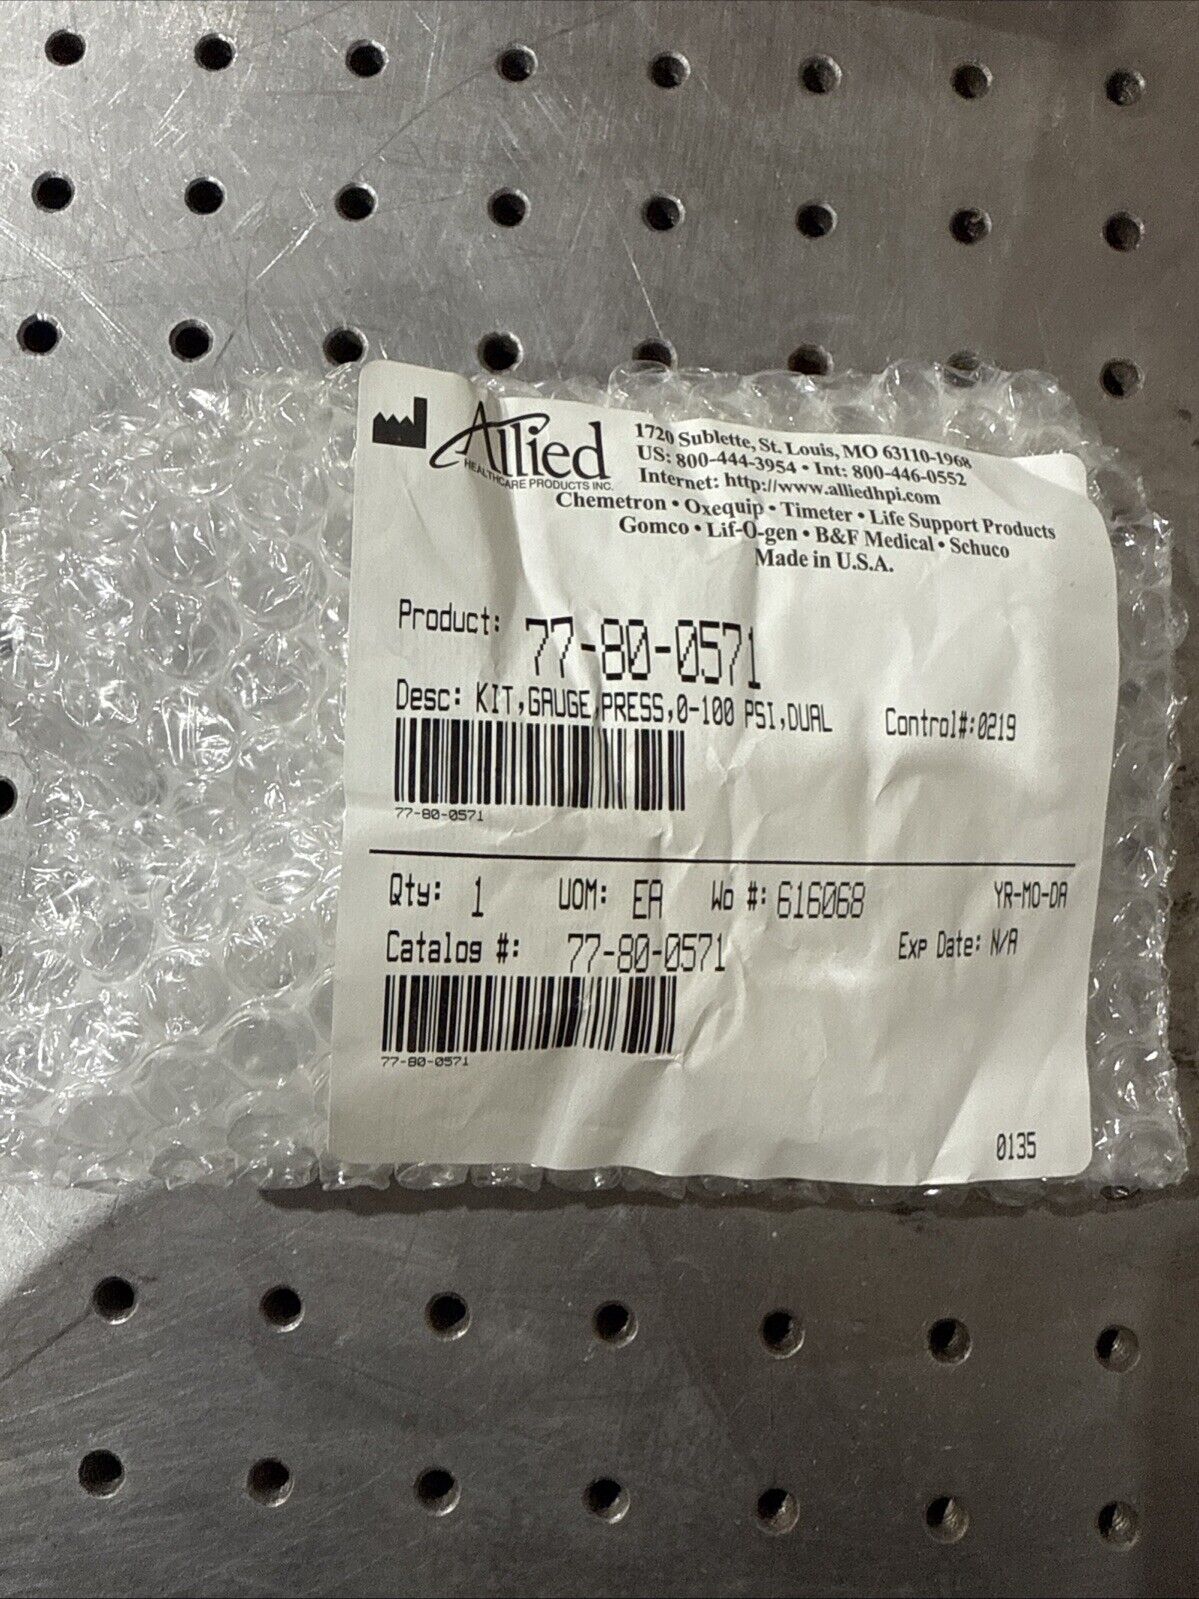 Allied
HEALTHCARE PRODUCTS INC.
1720 Sublette, St. Louis, MO 63110-1968
US: 800-444-3954 • Int: 800-446-0552
Internet: http://www.alliedhpi.com
Chemetron • Oxequip • Timeter • Life Support Products
Gomco • Lif-O-gen • B&F Medical • Schuco
Made in U.S.A.
Product: 77-80-0571
Desc: KIT,GAUGE,PRESS,0-100 PSI,DUAL Control#:0219
77-80-0571
Qty: 1 UOM: EA Wo #: 616068 YR-MO-DA
Catalog #: 77-80-0571 Exp Date: N/A
77-80-0571
0135